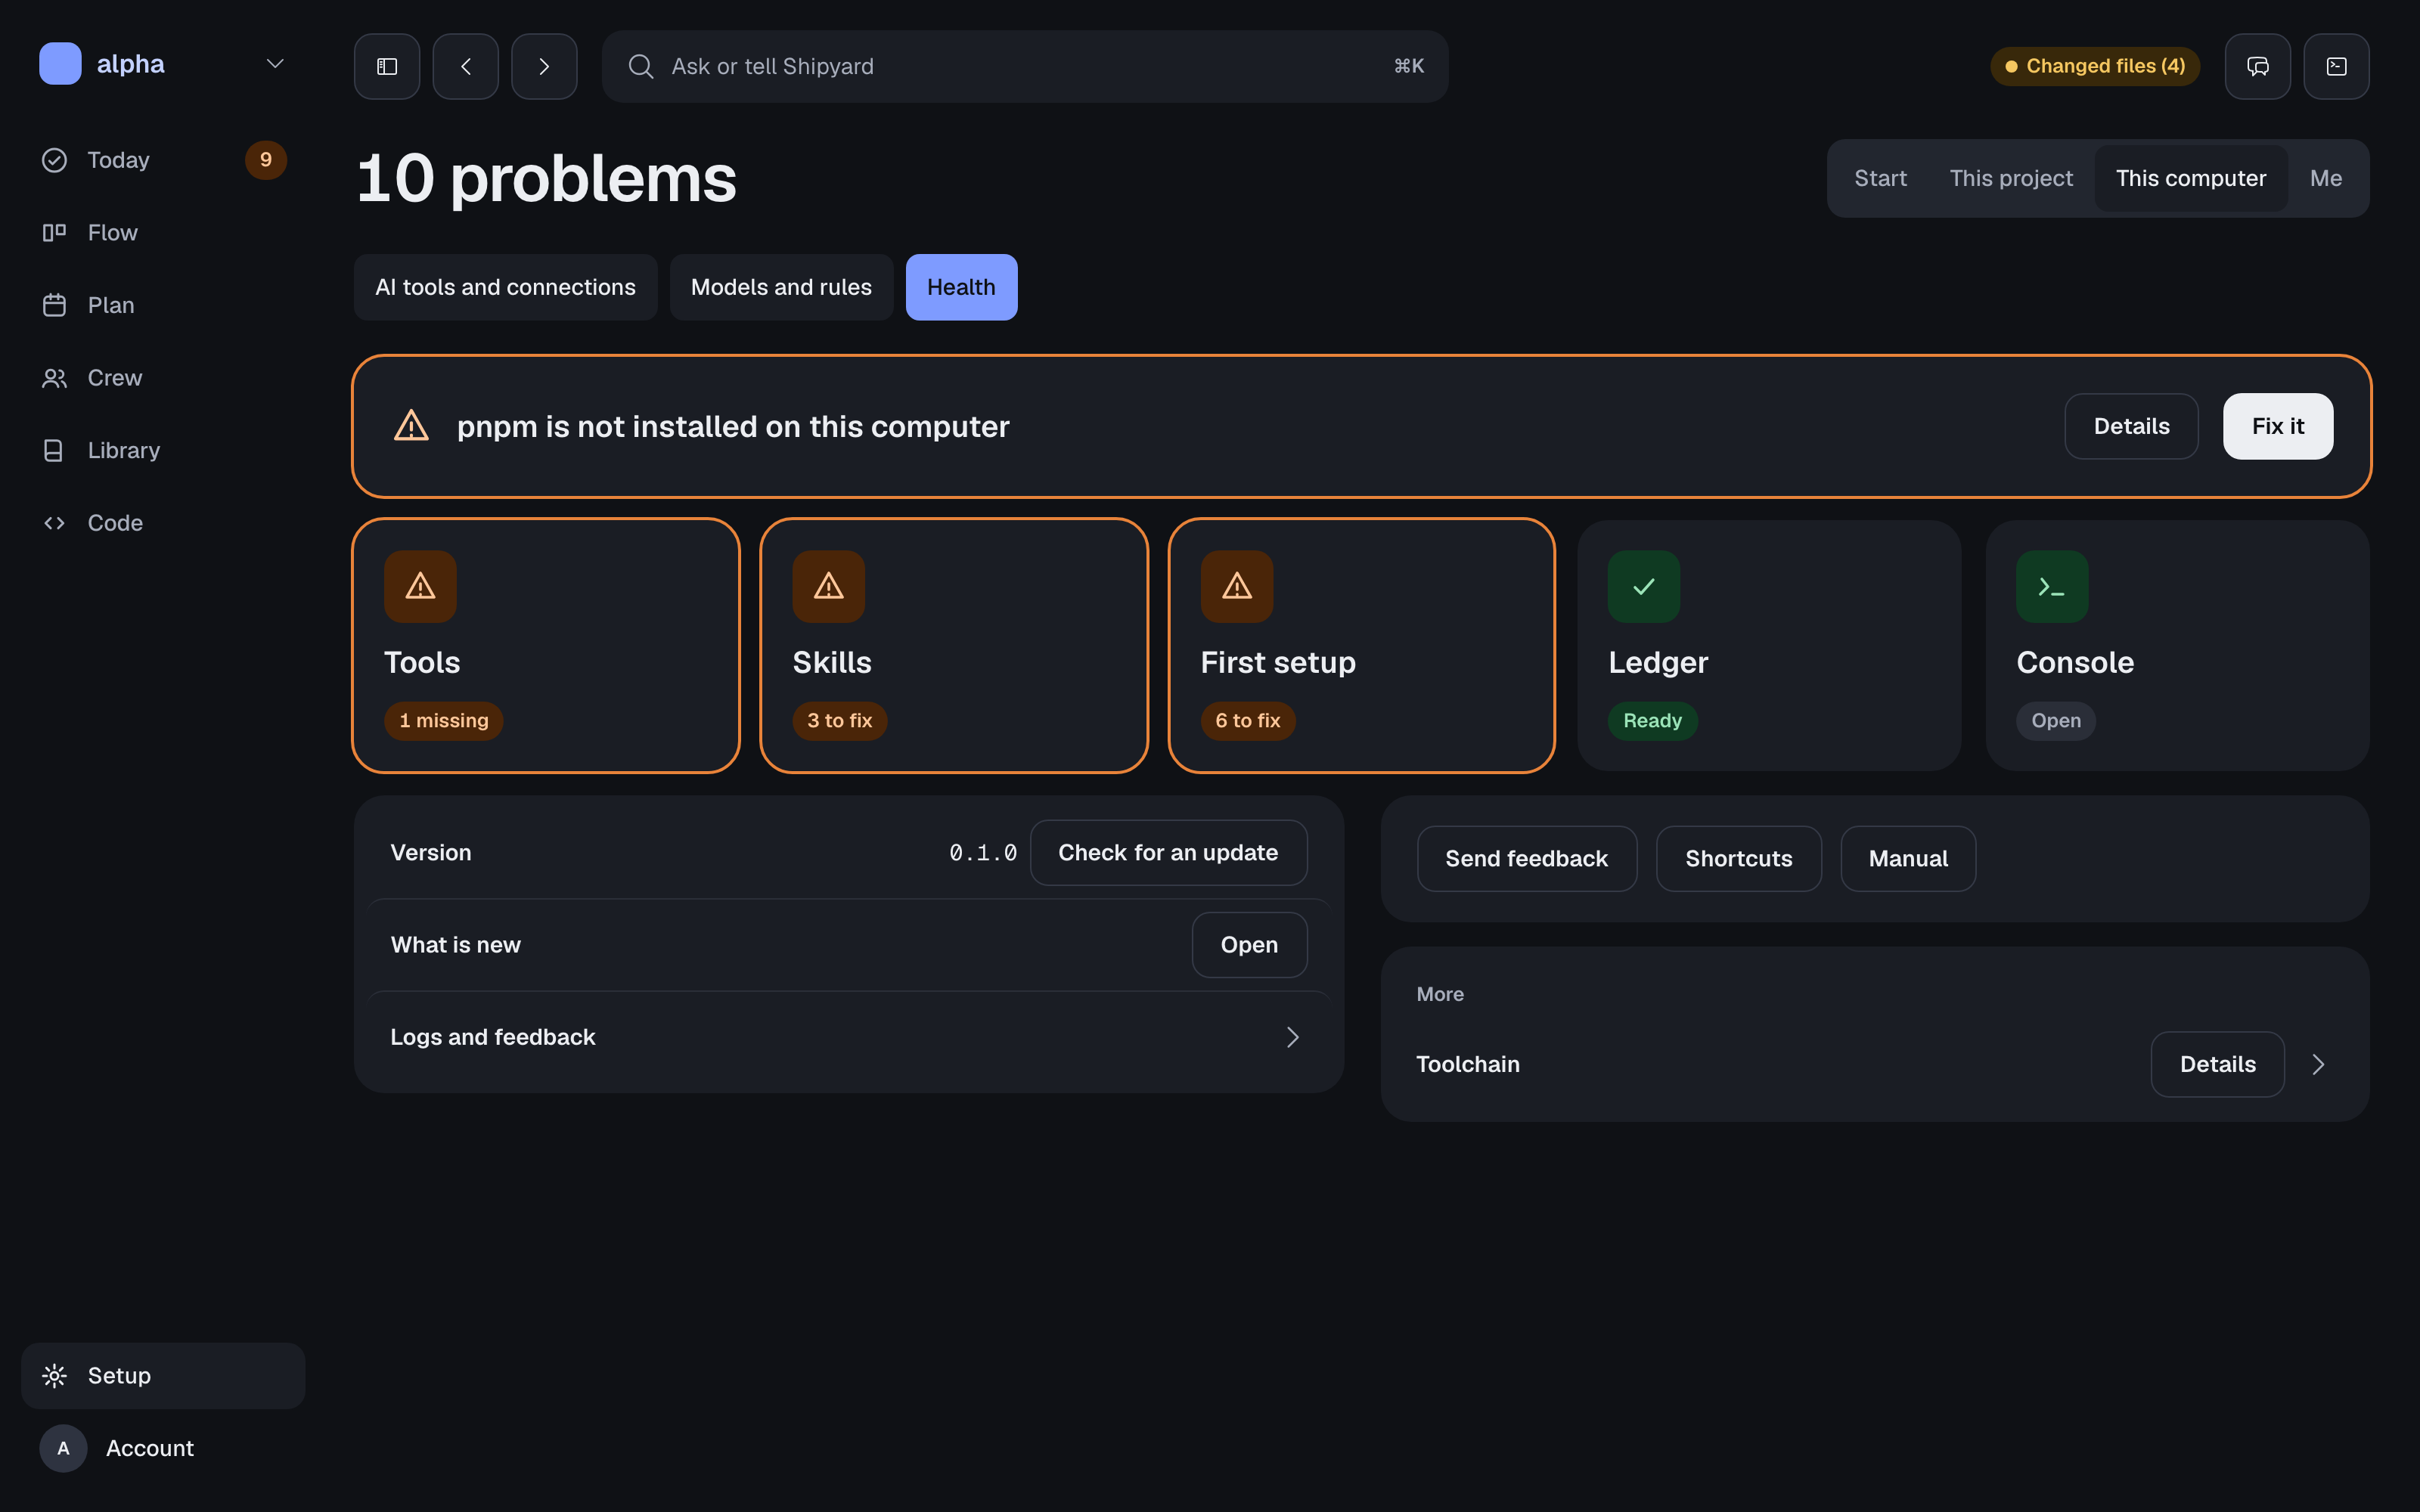 alpha
Ask or tell Shipyard
⌘K
Changed files (4)
Today
9
Flow
Plan
Crew
Library
Code
10 problems
Start
This project
This computer
Me
AI tools and connections
Models and rules
Health
pnpm is not installed on this computer
Details
Fix it
Tools
1 missing
Skills
3 to fix
First setup
6 to fix
Ledger
Ready
Console
Open
Version
0.1.0
Check for an update
What is new
Open
Logs and feedback
Send feedback
Shortcuts
Manual
More
Toolchain
Details
Setup
A
Account